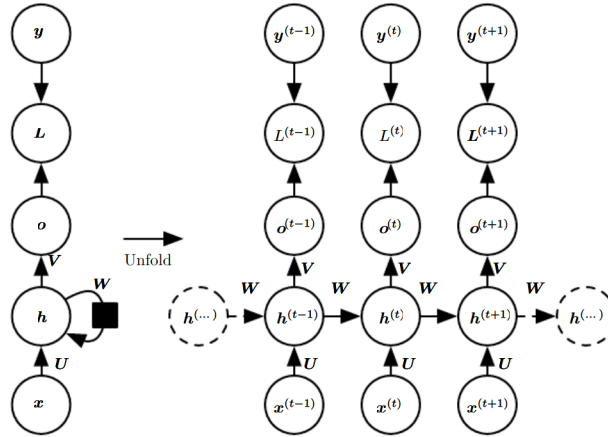 y y(t−1) y(t) y(t+1)
L L(t−1) L(t) L(t+1)
o o(t−1) o(t) o(t+1)
Unfold
V V V V
W W W W W
h h(...) h(t−1) h(t) h(t+1) h(...)
U U U U
x x(t−1) x(t) x(t+1)